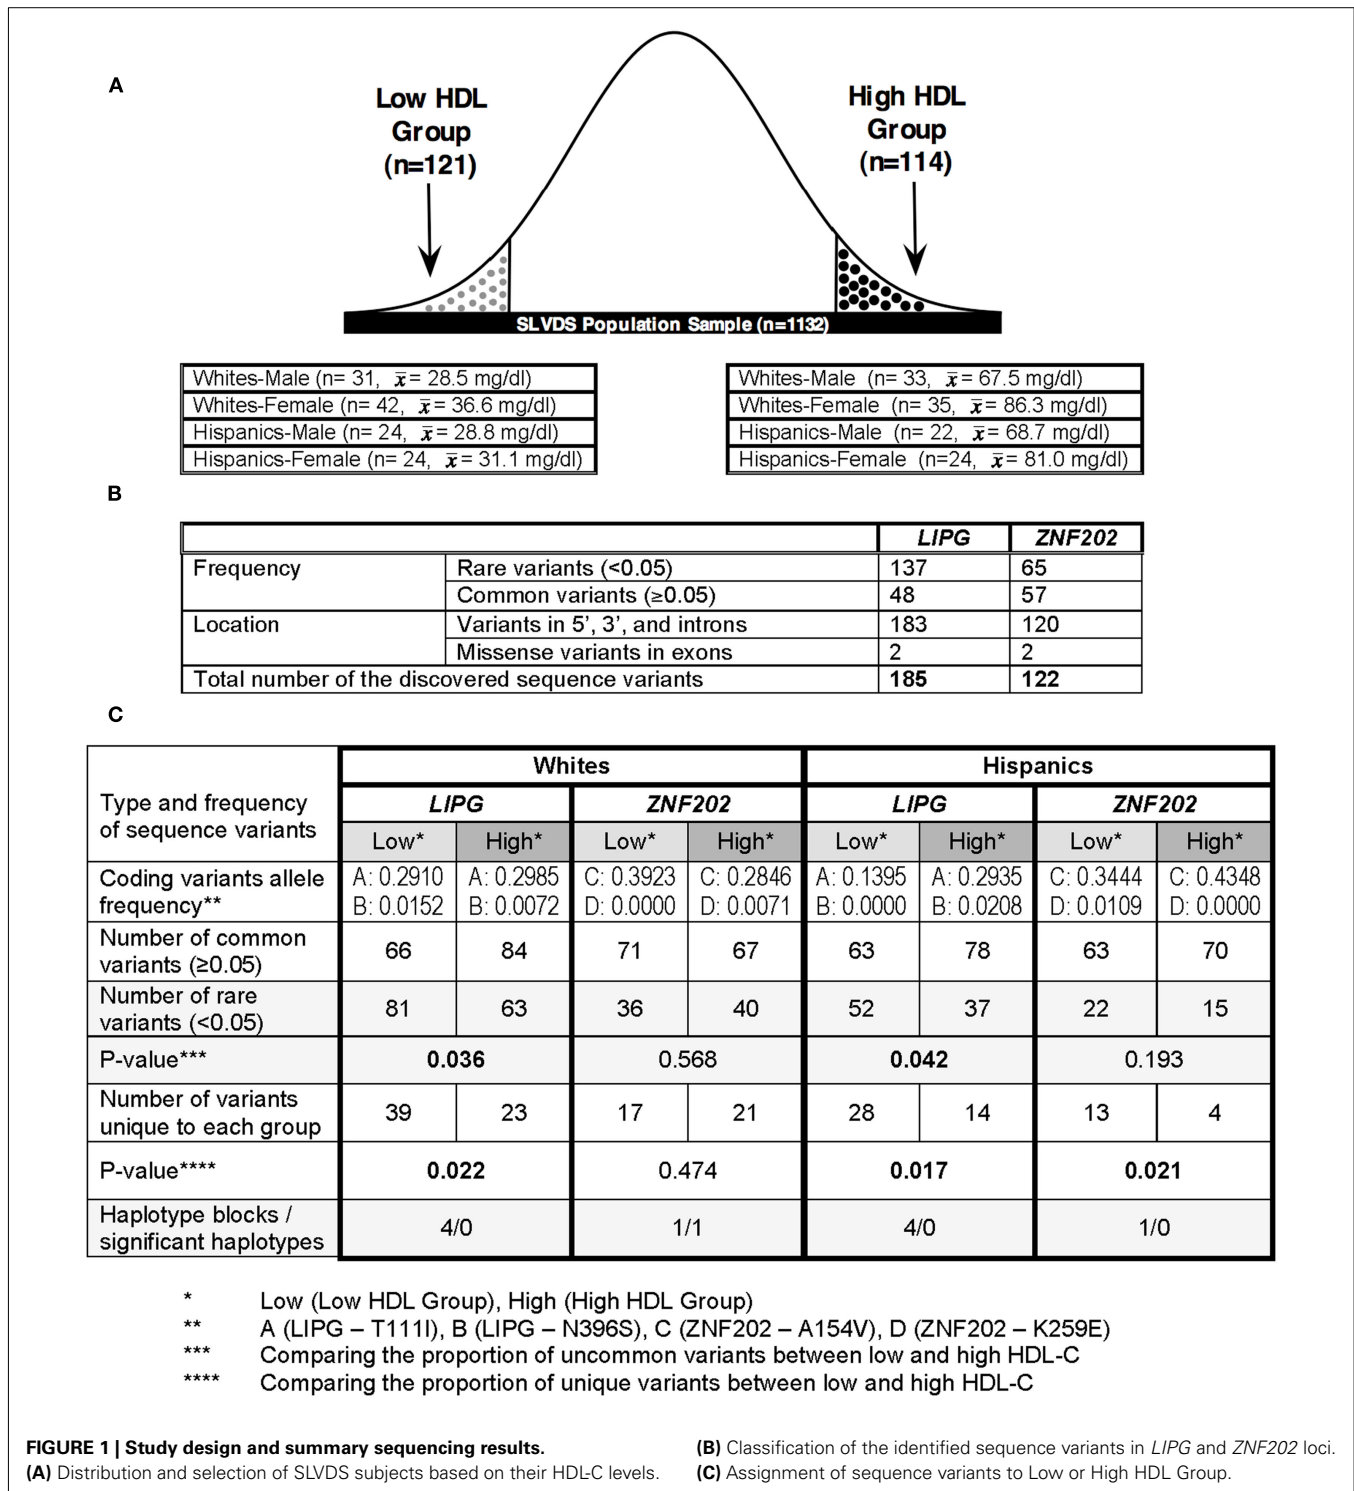 A
Low HDL
Group
(n=121)
High HDL
Group
(n=114)
SLVDS Population Sample (n=1132)
Whites-Male (n= 31, x̄= 28.5 mg/dl)
Whites-Female (n= 42, x̄= 36.6 mg/dl)
Hispanics-Male (n= 24, x̄= 28.8 mg/dl)
Hispanics-Female (n= 24, x̄= 31.1 mg/dl)
Whites-Male (n= 33, x̄= 67.5 mg/dl)
Whites-Female (n= 35, x̄= 86.3 mg/dl)
Hispanics-Male (n= 22, x̄= 68.7 mg/dl)
Hispanics-Female (n=24, x̄= 81.0 mg/dl)
B
LIPG ZNF202
Frequency Rare variants (<0.05) 137 65
Common variants (≥0.05) 48 57
Location Variants in 5’, 3’, and introns 183 120
Missense variants in exons 2 2
Total number of the discovered sequence variants 185 122
C
Type and frequency
of sequence variants
Whites Hispanics
LIPG ZNF202 LIPG ZNF202
Low* High* Low* High* Low* High* Low* High*
Coding variants allele A: 0.2910 A: 0.2985 C: 0.3923 C: 0.2846 A: 0.1395 A: 0.2935 C: 0.3444 C: 0.4348
frequency** B: 0.0152 B: 0.0072 D: 0.0000 D: 0.0071 B: 0.0000 B: 0.0208 D: 0.0109 D: 0.0000
Number of common
variants (≥0.05) 66 84 71 67 63 78 63 70
Number of rare
variants (<0.05) 81 63 36 40 52 37 22 15
P-value*** 0.036 0.568 0.042 0.193
Number of variants
unique to each group 39 23 17 21 28 14 13 4
P-value**** 0.022 0.474 0.017 0.021
Haplotype blocks /
significant haplotypes 4/0 1/1 4/0 1/0
* Low (Low HDL Group), High (High HDL Group)
** A (LIPG – T111I), B (LIPG – N396S), C (ZNF202 – A154V), D (ZNF202 – K259E)
*** Comparing the proportion of uncommon variants between low and high HDL-C
**** Comparing the proportion of unique variants between low and high HDL-C
FIGURE 1 | Study design and summary sequencing results.
(A) Distribution and selection of SLVDS subjects based on their HDL-C levels.
(B) Classification of the identified sequence variants in LIPG and ZNF202 loci.
(C) Assignment of sequence variants to Low or High HDL Group.